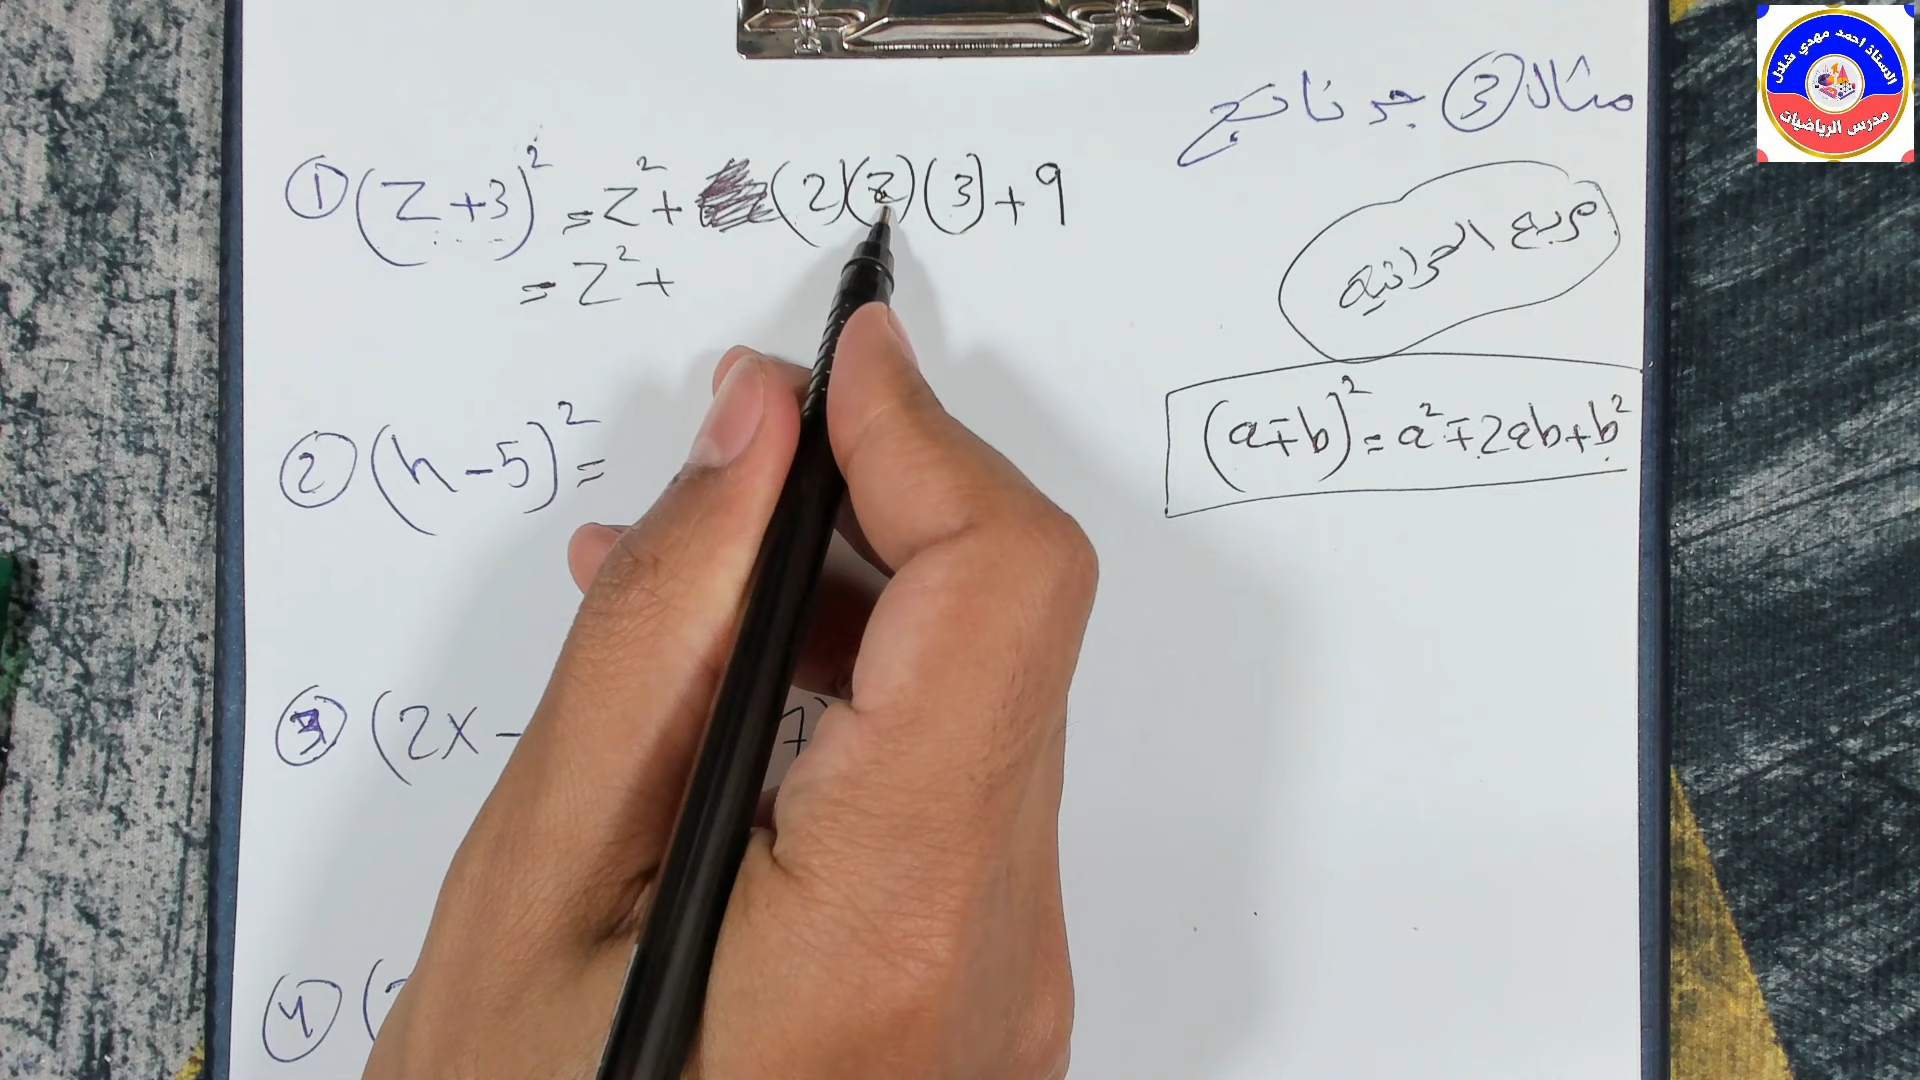 مثال 3 جد ناتج
الاستاذ احمد مهدي شلال
مدرس الرياضيات
① (Z+3)² = Z² + (2)(Z)(3) + 9
= Z² +
مربع الحدانية
(a∓b)² = a² ∓ 2ab + b²
② (h-5)² =
③ (2x - 7)
④ (